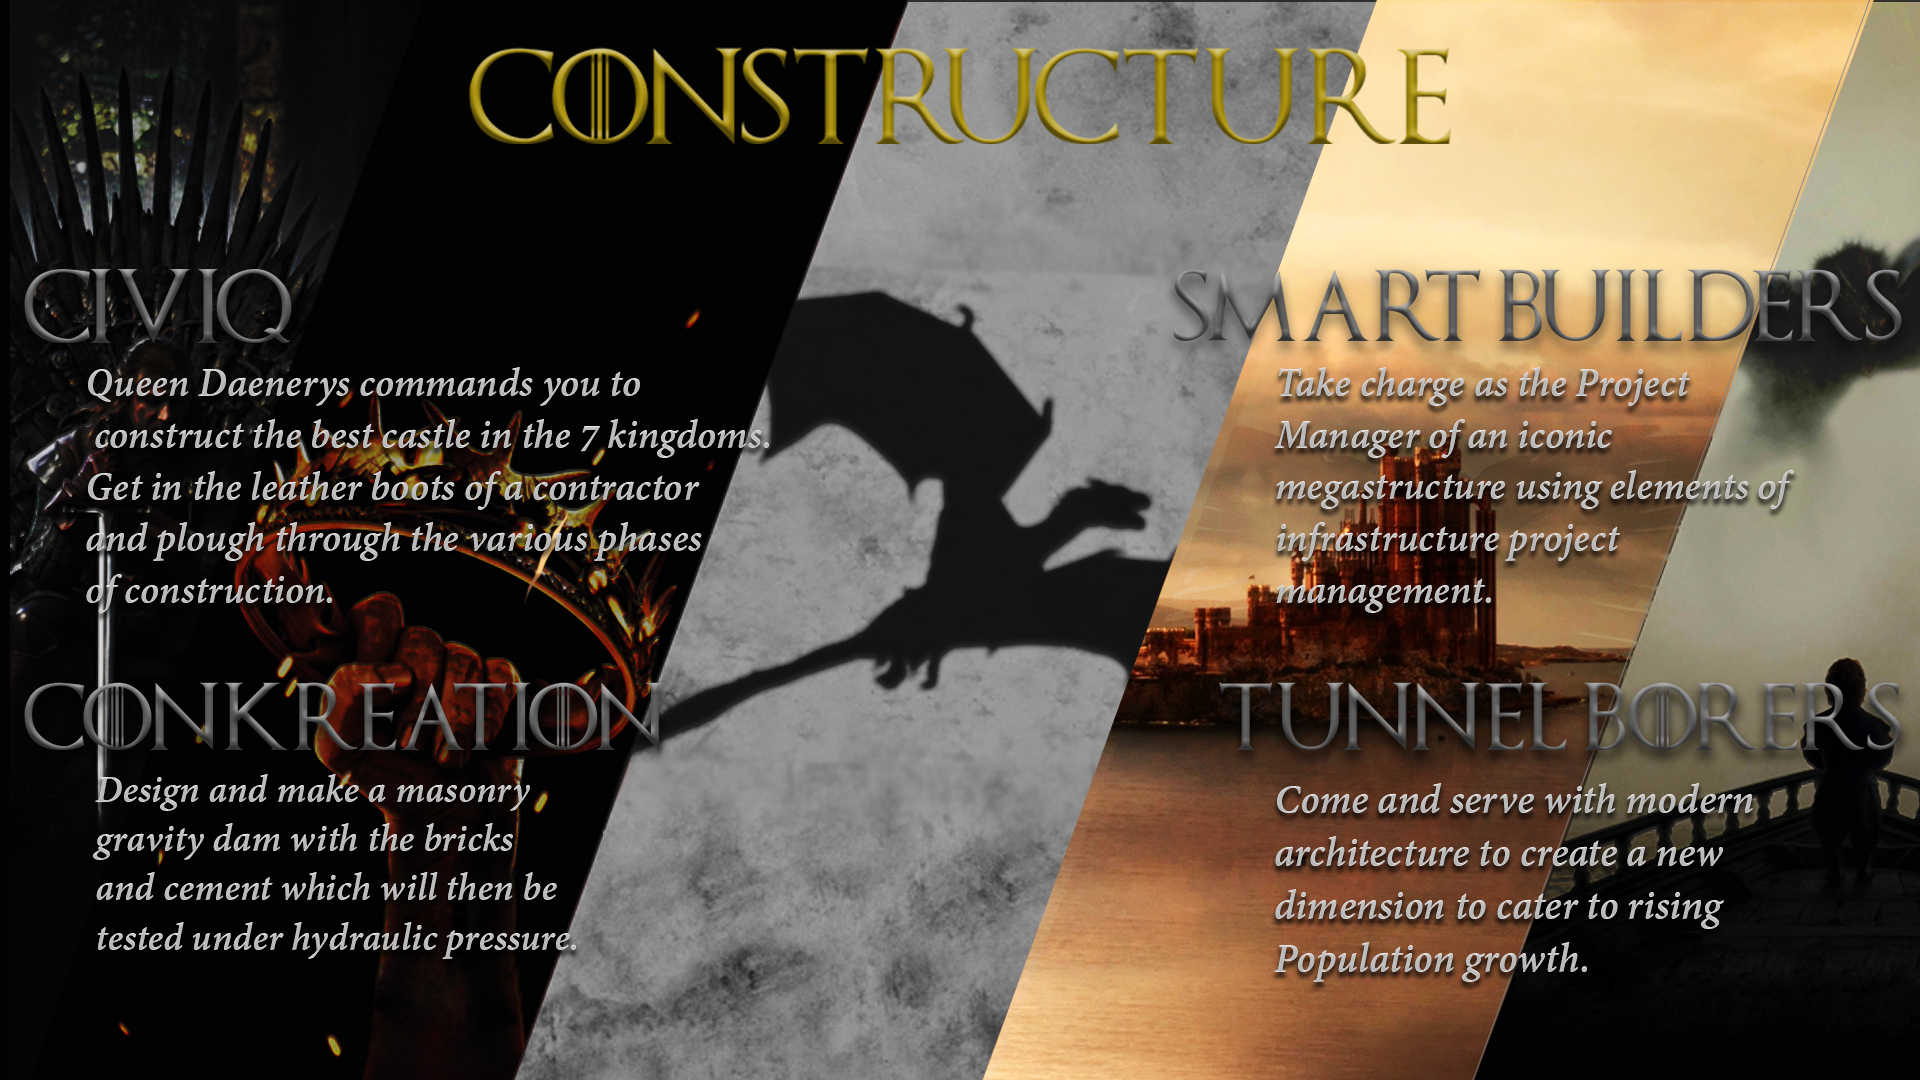 CONSTRUCTURE
CIVIQ
Queen Daenerys commands you to
construct the best castle in the 7 kingdoms.
Get in the leather boots of a contractor
and plough through the various phases
of construction.
CONKREATION
Design and make a masonry
gravity dam with the bricks
and cement which will then be
tested under hydraulic pressure.
SMART BUILDERS
Take charge as the Project
Manager of an iconic
megastructure using elements of
infrastructure project
management.
TUNNEL BORERS
Come and serve with modern
architecture to create a new
dimension to cater to rising
Population growth.